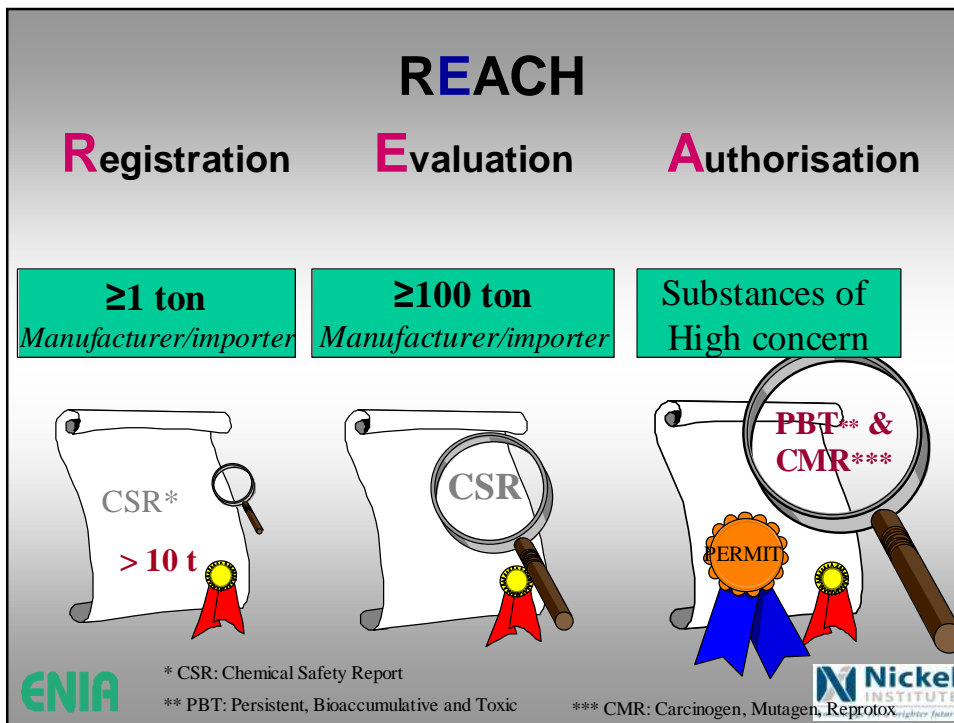 REACH
Registration Evaluation Authorisation
≥1 ton
Manufacturer/importer
≥100 ton
Manufacturer/importer
Substances of
High concern
CSR*
> 10 t
CSR
PBT** &
CMR***
PERMIT
ENIA
* CSR: Chemical Safety Report
** PBT: Persistent, Bioaccumulative and Toxic
*** CMR: Carcinogen, Mutagen, Reprotox
Nickel
INSTITUTE
brighter future